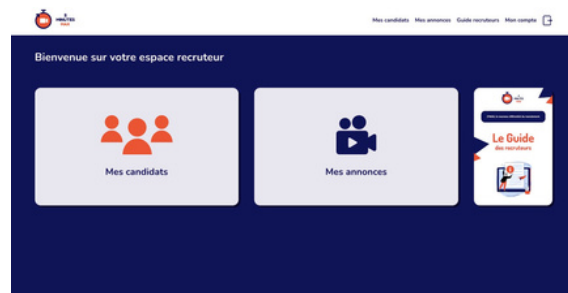 MINUTES
Mes candidats Mes annonces Guide recruteurs Mon compte
Bienvenue sur votre espace recruteur
Mes candidats
Mes annonces
Le Guide
des recruteurs